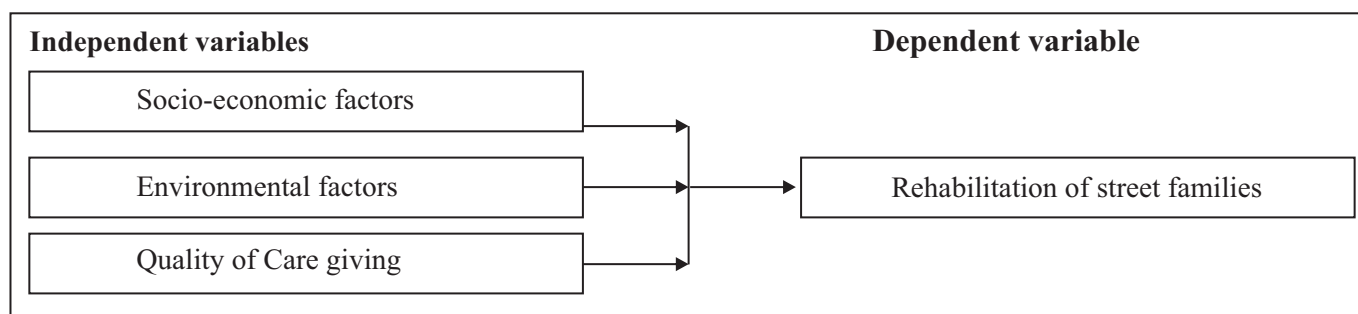 Independent variables
Dependent variable
Socio-economic factors
Environmental factors
Rehabilitation of street families
Quality of Care giving